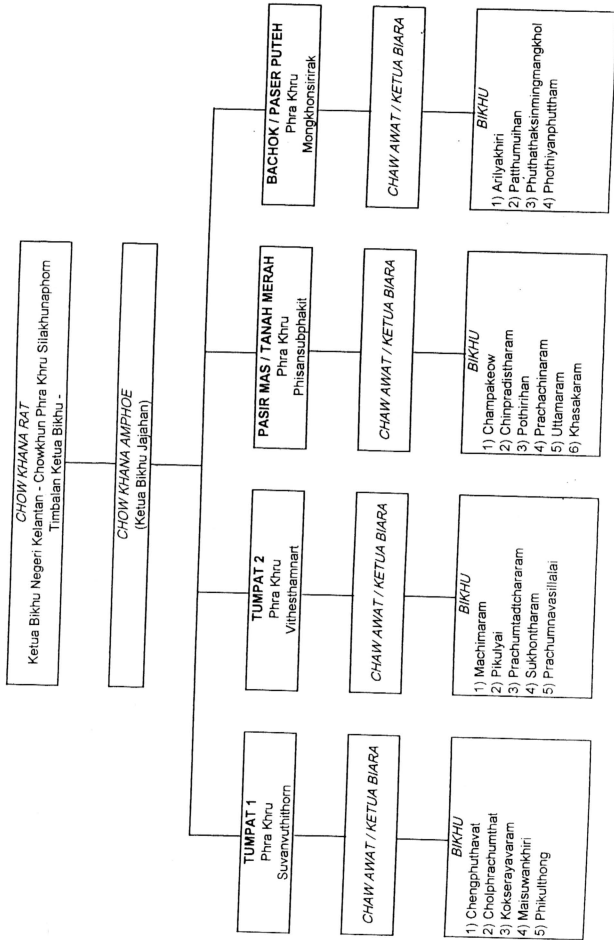 CHOW KHANA RAT
Ketua Bikhu Negeri Kelantan - Chowkhun Phra Khru Silakhunaphorn
Timbalan Ketua Bikhu -
CHOW KHANA AMPHOE
(Ketua Bikhu Jajahan)
TUMPAT 1
Phra Khru
Suvanvuthithorn
CHAW AWAT / KETUA BIARA
BIKHU
1) Chengphuthavat
2) Cholphrachumthat
3) Kokserayavaram
4) Maisuwankhiri
5) Phikulthong
TUMPAT 2
Phra Khru
Vithesthamnart
CHAW AWAT / KETUA BIARA
BIKHU
1) Machimaram
2) Pikulyai
3) Prachumtadtchararam
4) Sukhontharam
5) Prachumnavasillalai
PASIR MAS / TANAH MERAH
Phra Khru
Phisansubphakit
CHAW AWAT / KETUA BIARA
BIKHU
1) Champakeow
2) Chinpradistharam
3) Pothirihan
4) Prachachinaram
5) Uttamaram
6) Khasakaram
BACHOK / PASER PUTEH
Phra Khru
Mongkhonsirirak
CHAW AWAT / KETUA BIARA
BIKHU
1) Arilyakhiri
2) Patthumuihan
3) Phuthathaksinmingmangkhol
4) Phothiyanphuttham